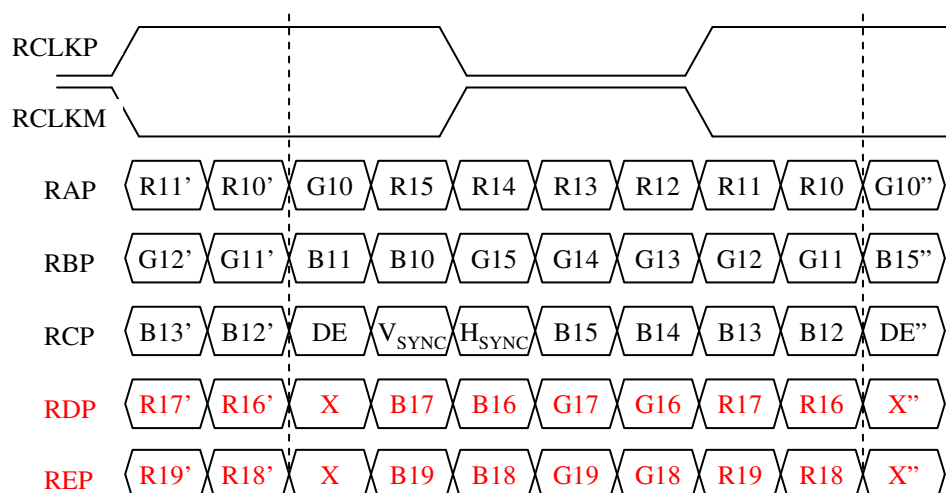 RCLKP
RCLKM
RAP R11’ R10’ G10 R15 R14 R13 R12 R11 R10 G10”
RBP G12’ G11’ B11 B10 G15 G14 G13 G12 G11 B15”
RCP B13’ B12’ DE VSYNC HSYNC B15 B14 B13 B12 DE”
RDP R17’ R16’ X B17 B16 G17 G16 R17 R16 X”
REP R19’ R18’ X B19 B18 G19 G18 R19 R18 X”